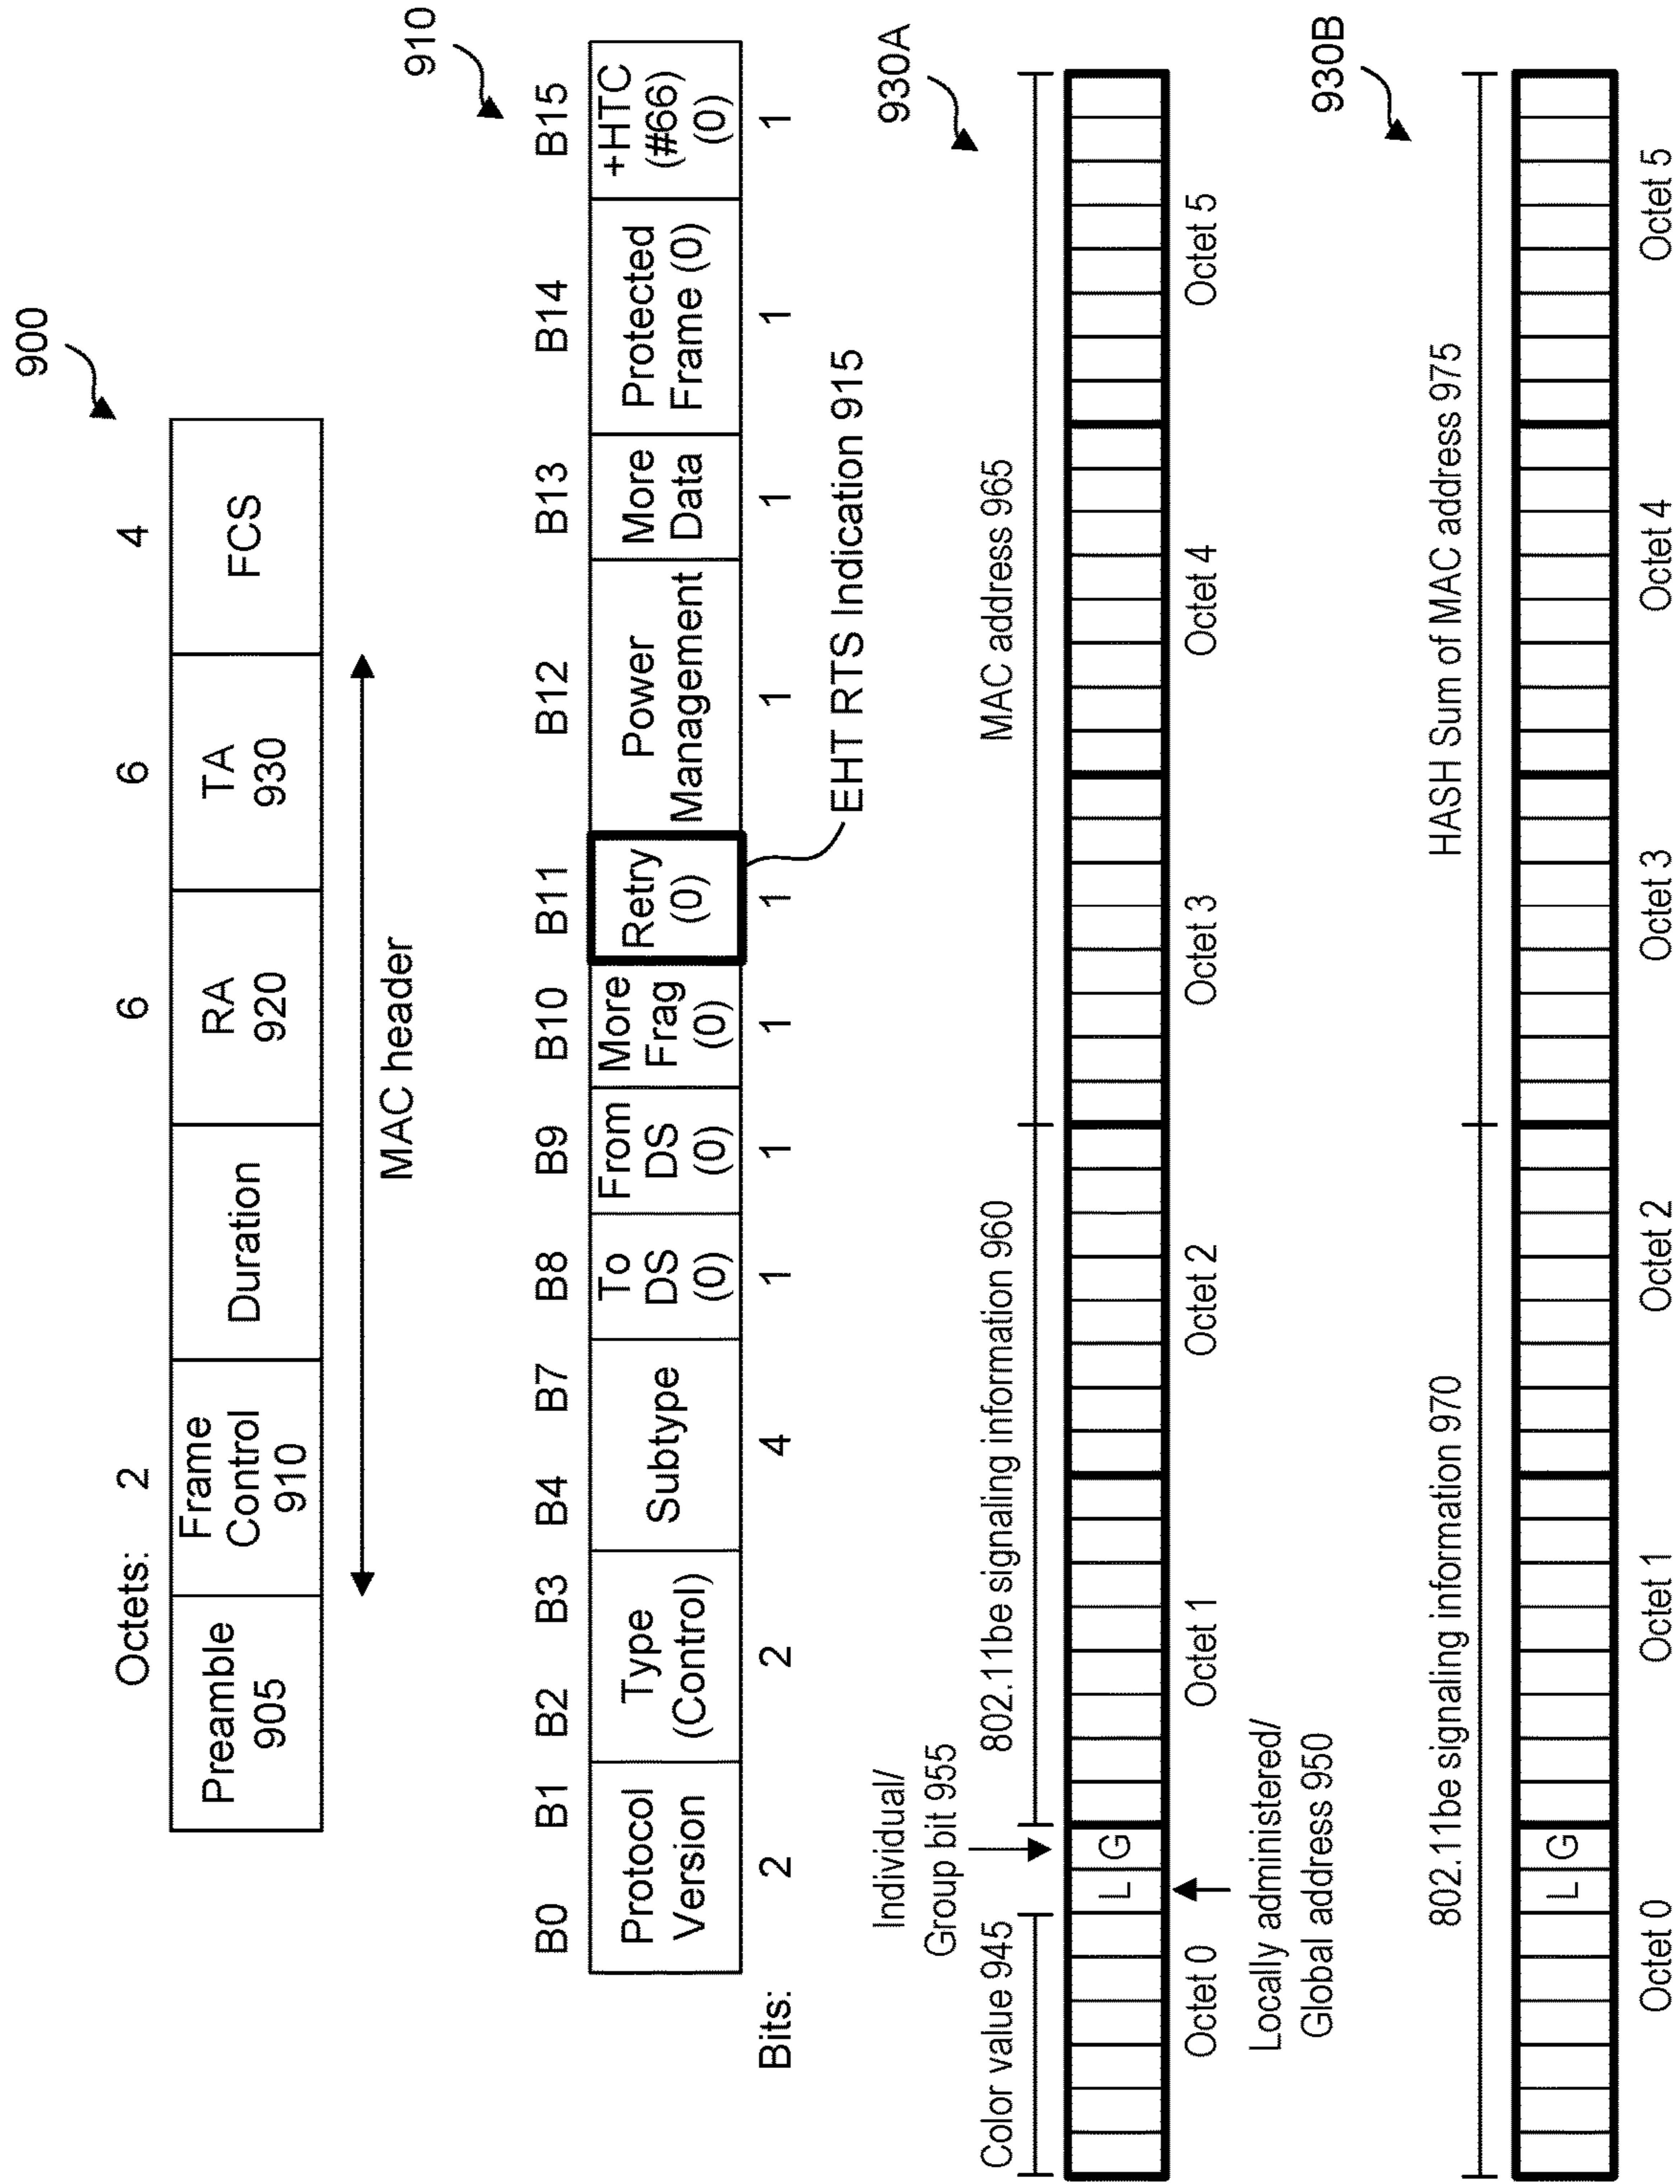 900
Octets: 2 6 6 4
Preamble 905
Frame Control 910
Duration
RA 920
TA 930
FCS
MAC header
910
B0 B1 B2 B3 B4 B7 B8 B9 B10 B11 B12 B13 B14 B15
Protocol Version
Type (Control)
Subtype
To DS (0)
From DS (0)
More Frag (0)
Retry (0)
Power Management
More Data
Protected Frame (0)
+HTC (#66) (0)
Bits: 2 2 4 1 1 1 1 1 1 1 1
EHT RTS Indication 915
930A
Individual/
Group bit 955
Color value 945
802.11be signaling information 960
MAC address 965
L G
Octet 0 Octet 1 Octet 2 Octet 3 Octet 4 Octet 5
Locally administered/
Global address 950
930B
802.11be signaling information 970
HASH Sum of MAC address 975
L G
Octet 0 Octet 1 Octet 2 Octet 3 Octet 4 Octet 5